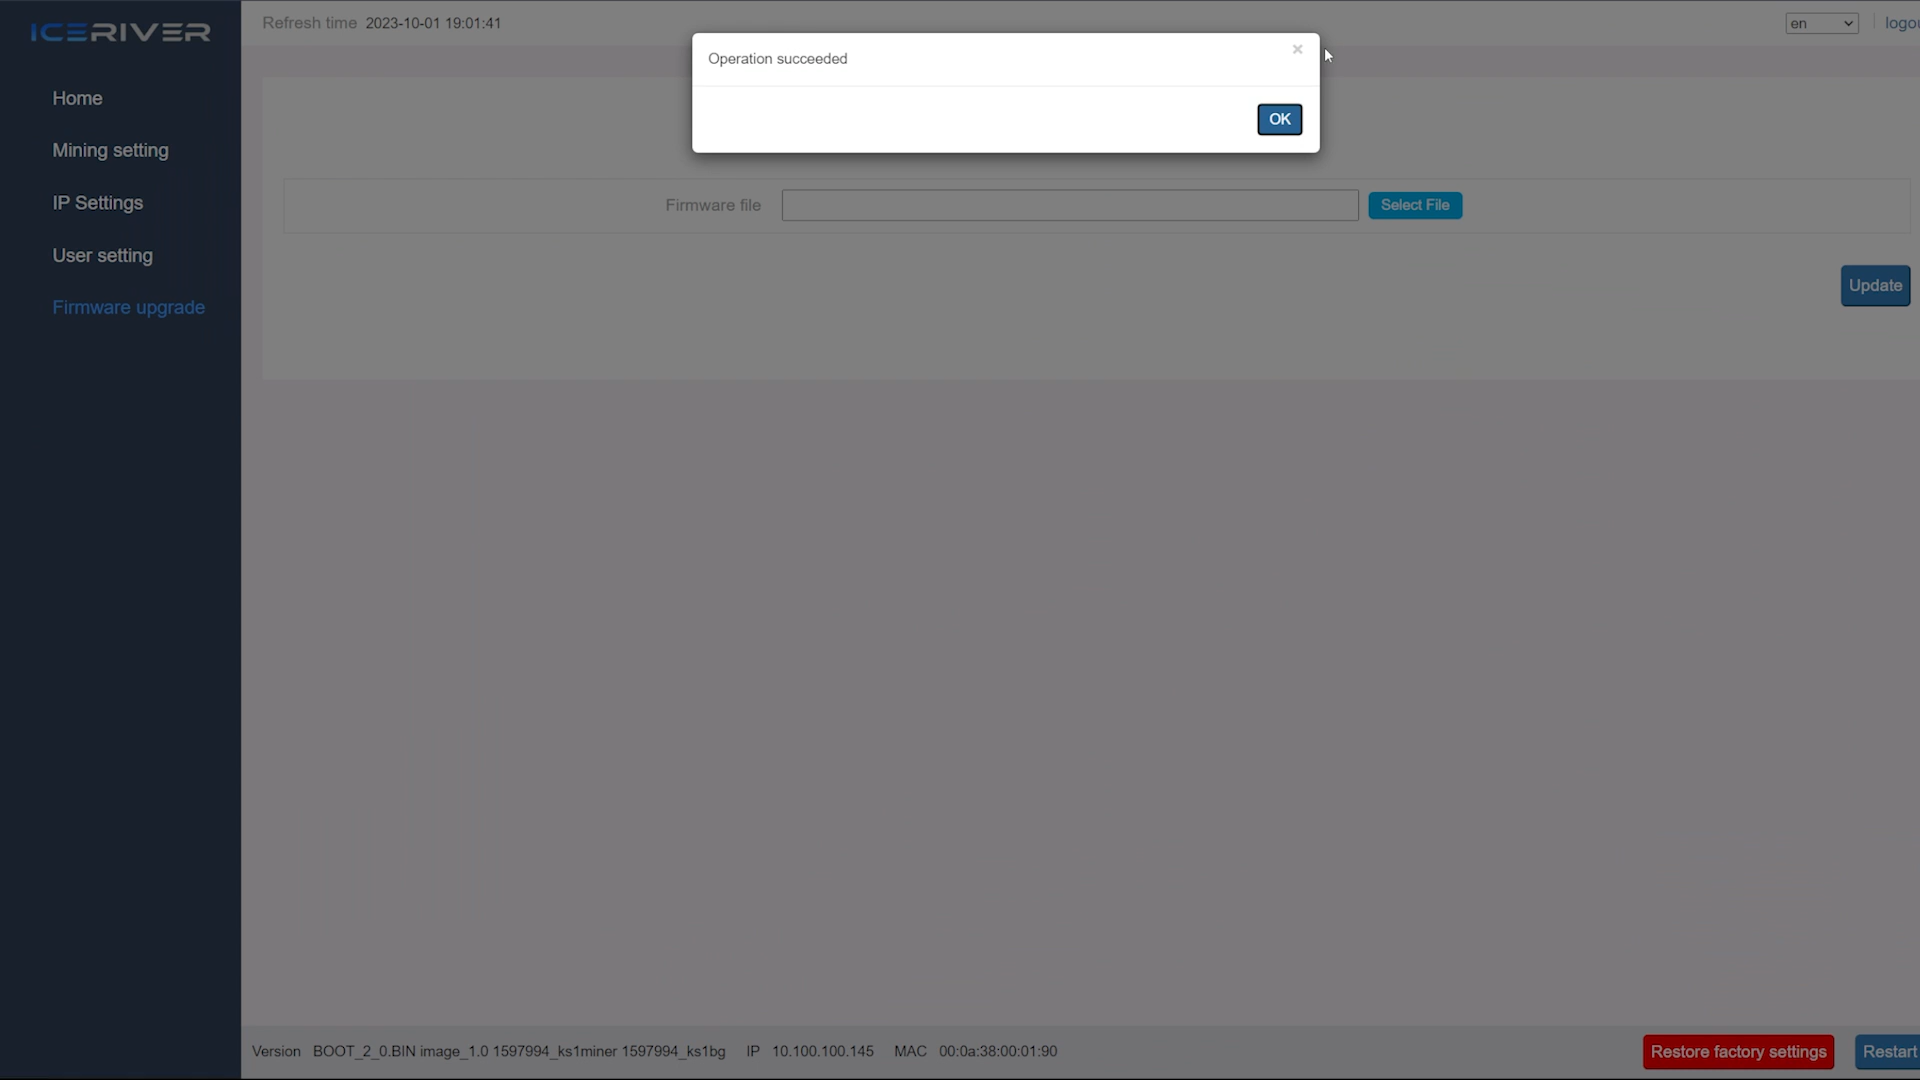 ICERIVER
Refresh time 2023-10-01 19:01:41
en
logou
Operation succeeded
×
OK
Home
Mining setting
IP Settings
User setting
Firmware upgrade
Firmware file
Select File
Update
Version BOOT_2_0.BIN image_1.0 1597994_ks1miner 1597994_ks1bg IP 10.100.100.145 MAC 00:0a:38:00:01:90
Restore factory settings
Restart